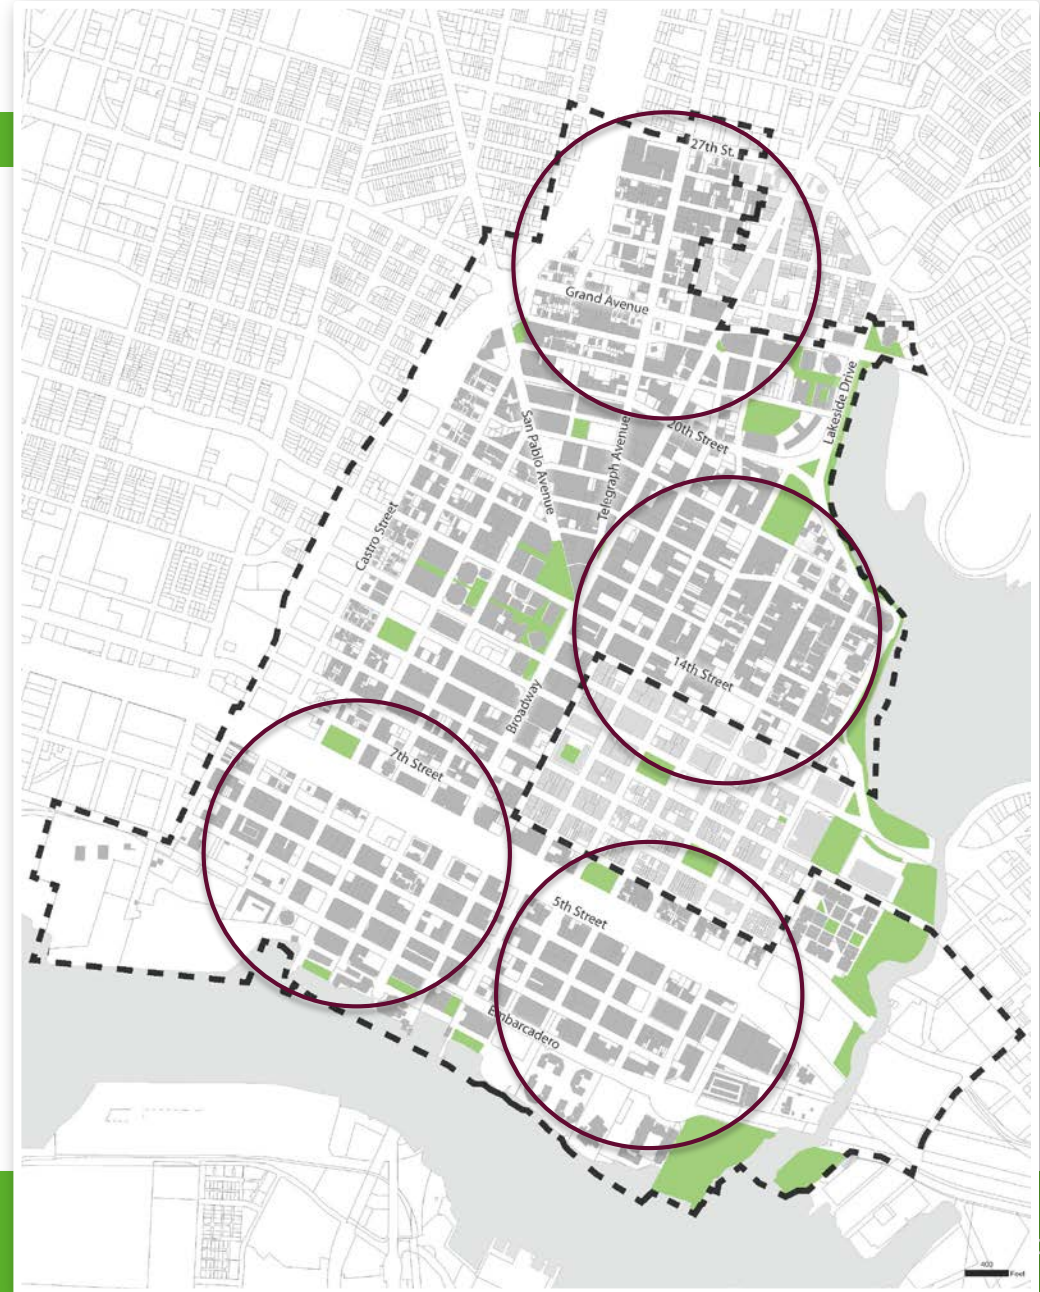 27th St.
Grand Avenue
Lakeside Drive
20th Street
San Pablo Avenue
Telegraph Avenue
Castro Street
14th Street
Broadway
7th Street
5th Street
Embarcadero
400
Feet